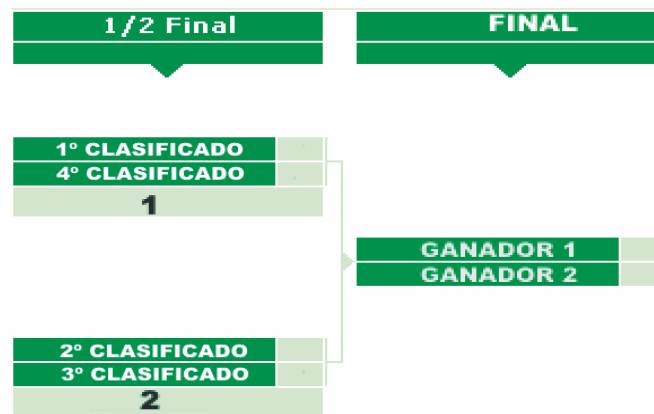 1/2 Final
FINAL
1º CLASIFICADO
4º CLASIFICADO
1
GANADOR 1
GANADOR 2
2º CLASIFICADO
3º CLASIFICADO
2